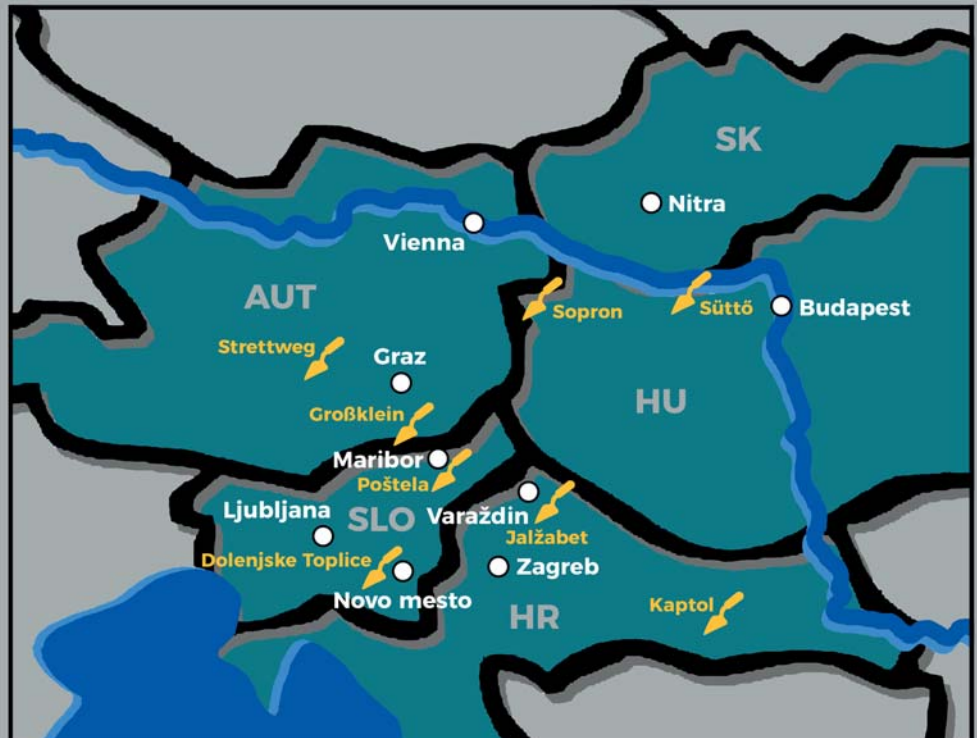 SK
Nitra
Vienna
AUT
Sopron
Süttő
Budapest
Strettweg
Graz
HU
Großklein
Maribor
Poštela
Ljubljana
SLO
Varaždin
Jalžabet
Dolenjske Toplice
Zagreb
Novo mesto
Kaptol
HR